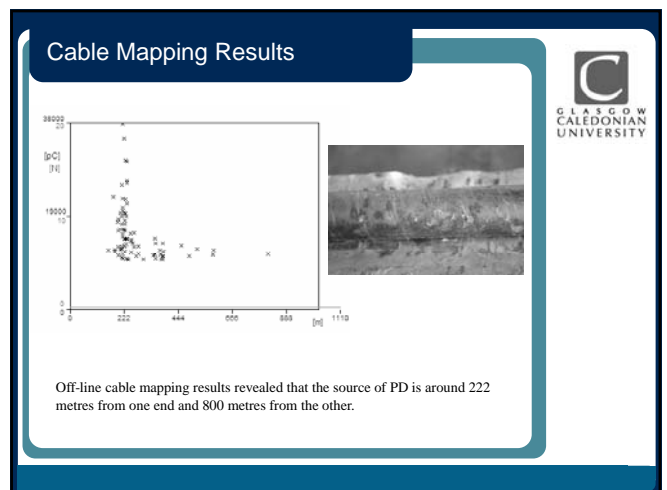 Cable Mapping Results
GLASGOW
CALEDONIAN
UNIVERSITY
20
[pC]
[N]
10
0
0
0 222 444 666 888 1110
[m]
Off-line cable mapping results revealed that the source of PD is around 222
metres from one end and 800 metres from the other.